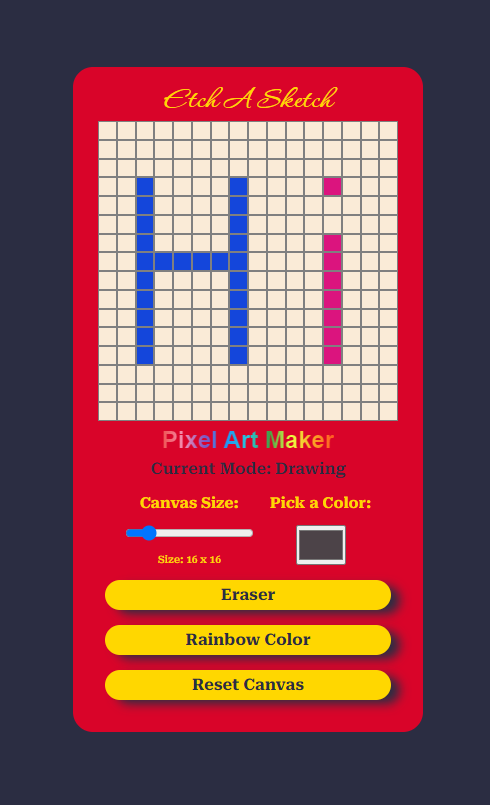 Etch A Sketch
Hi
Pixel Art Maker
Current Mode: Drawing
Canvas Size: Pick a Color:
Size: 16 x 16
Eraser
Rainbow Color
Reset Canvas